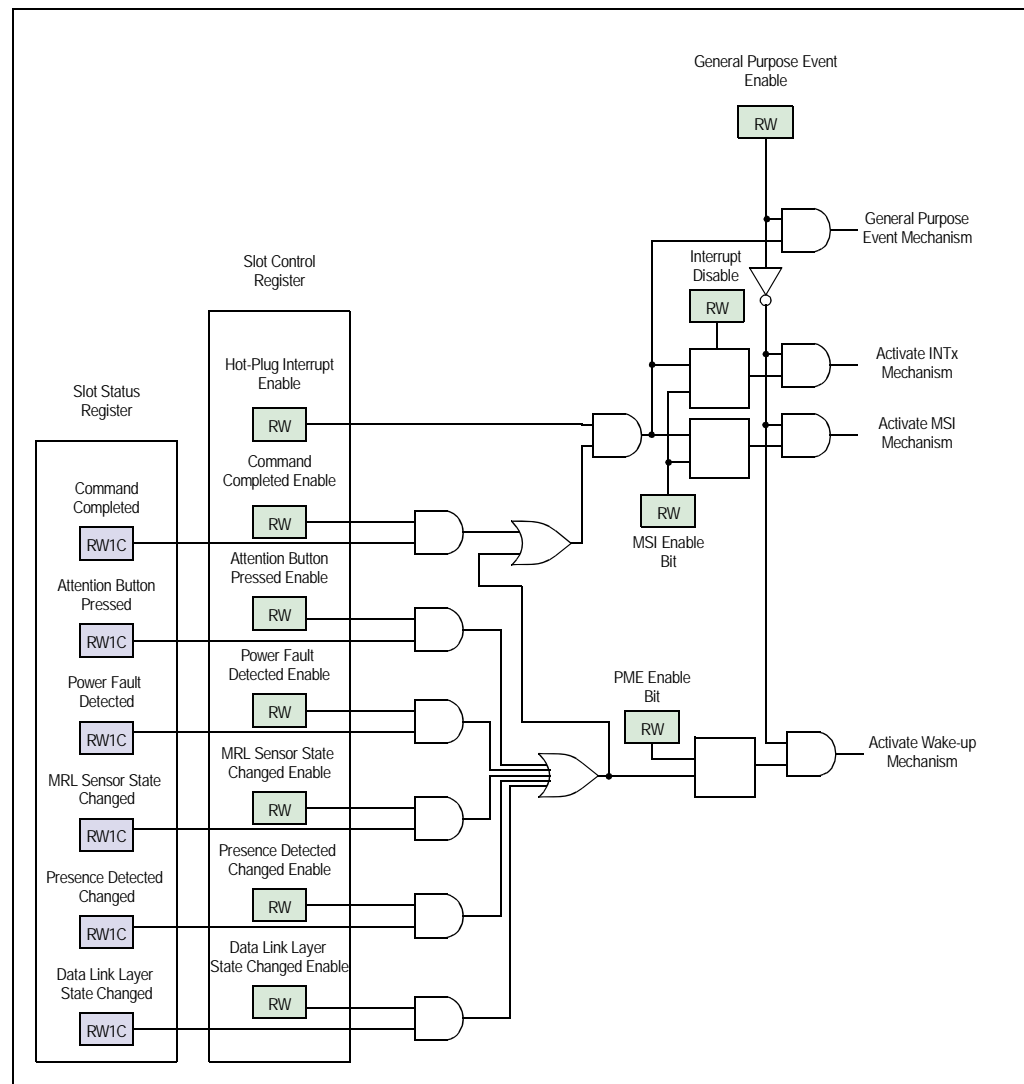 General Purpose Event
Enable
RW
General Purpose
Event Mechanism
Slot Control
Register
Interrupt
Disable
RW
Hot-Plug Interrupt
Enable
Activate INTx
Mechanism
Slot Status
Register
RW
Activate MSI
Mechanism
Command
Completed Enable
Command
Completed
RW
RW
MSI Enable
Bit
RW1C
Attention Button
Pressed Enable
Attention Button
Pressed
RW
RW1C
Power Fault
Detected Enable
PME Enable
Bit
Power Fault
Detected
RW
RW
RW1C
Activate Wake-up
Mechanism
MRL Sensor State
Changed Enable
MRL Sensor State
Changed
RW
RW1C
Presence Detected
Changed Enable
Presence Detected
Changed
RW
RW1C
Data Link Layer
State Changed Enable
Data Link Layer
State Changed
RW
RW1C